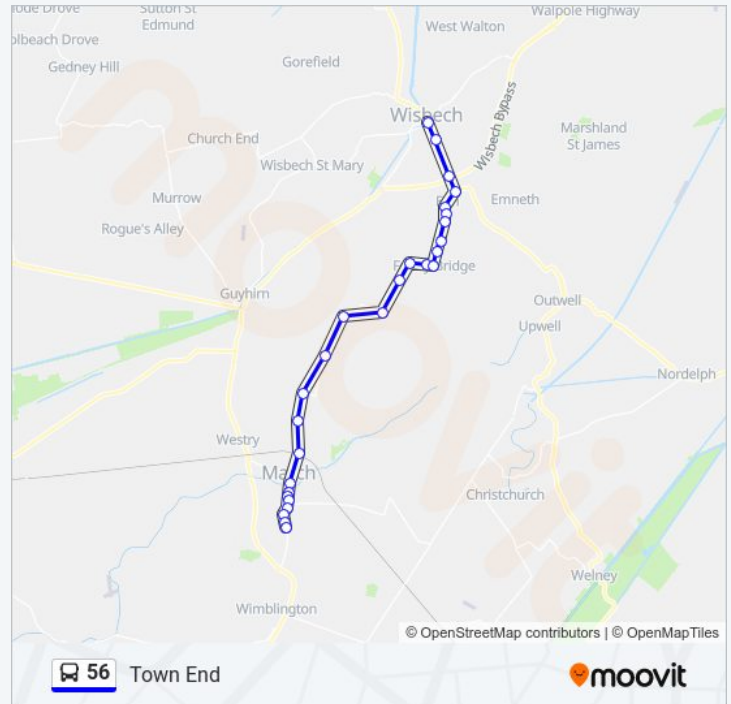 Drove
Sutton St
Edmund
Walpole Highway
olbeach Drove
West Walton
Gedney Hill
Gorefield
Wisbech
Wisbech Bypass
Church End
Marshland
St James
Wisbech St Mary
Murrow
Emneth
Rogue's Alley
Guyhirn
Outwell
Upwell
Nordelph
Westry
March
Christchurch
Welney
Wimblington
© OpenStreetMap contributors | © OpenMapTiles
56 Town End
moovit